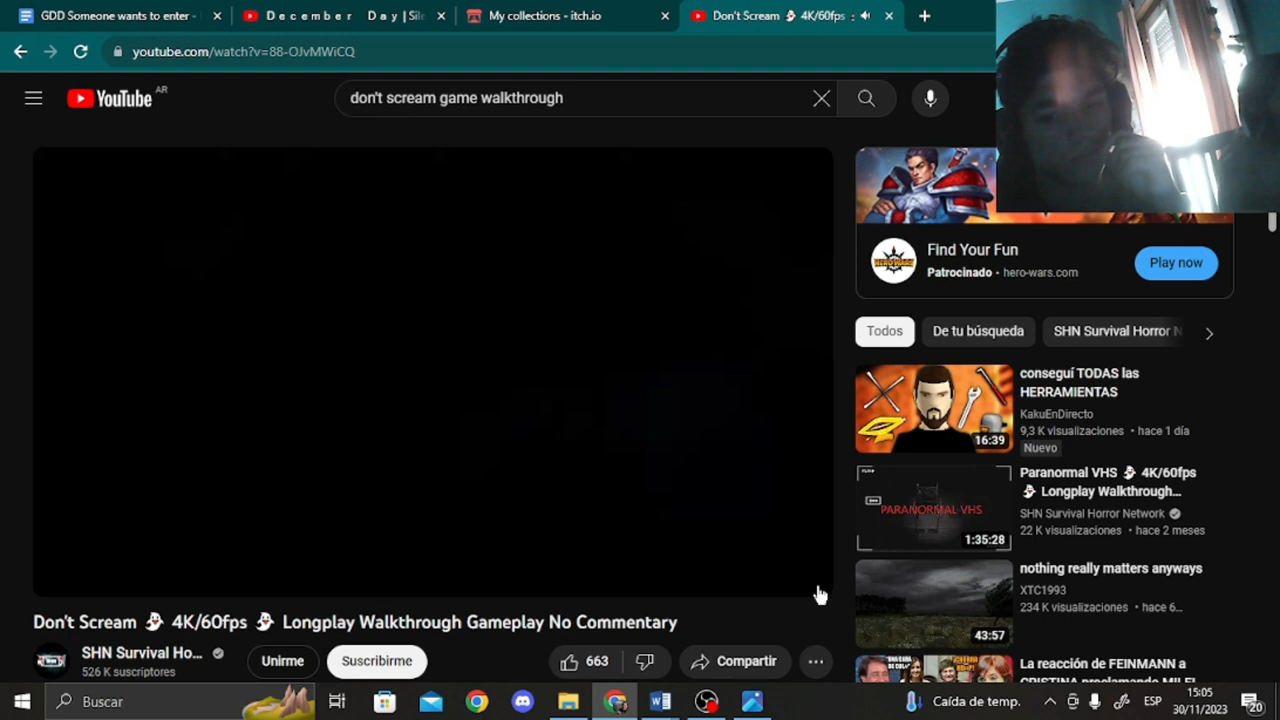 GDD Someone wants to enter -
D e c e m b e r D a y | Sile
My collections - itch.io
Don't Scream 👻 4K/60fps
youtube.com/watch?v=88-OJvMWiCQ
YouTube AR
don't scream game walkthrough
Find Your Fun
Patrocinado · hero-wars.com
Play now
Todos
De tu búsqueda
SHN Survival Horror N
conseguí TODAS las
HERRAMIENTAS
KakuEnDirecto
9,3 K visualizaciones · hace 1 día
Nuevo
16:39
Paranormal VHS 👻 4K/60fps
👻 Longplay Walkthrough...
SHN Survival Horror Network
22 K visualizaciones · hace 2 meses
PARANORMAL VHS
1:35:28
nothing really matters anyways
XTC1993
234 K visualizaciones · hace 6...
43:57
La reacción de FEINMANN a
CRISTINA proclamando MILEI
Don't Scream 👻 4K/60fps 👻 Longplay Walkthrough Gameplay No Commentary
SHN Survival Ho...
526 K suscriptores
Unirme
Suscribirme
663
Compartir
Buscar
Caída de temp.
ESP
15:05
30/11/2023
20